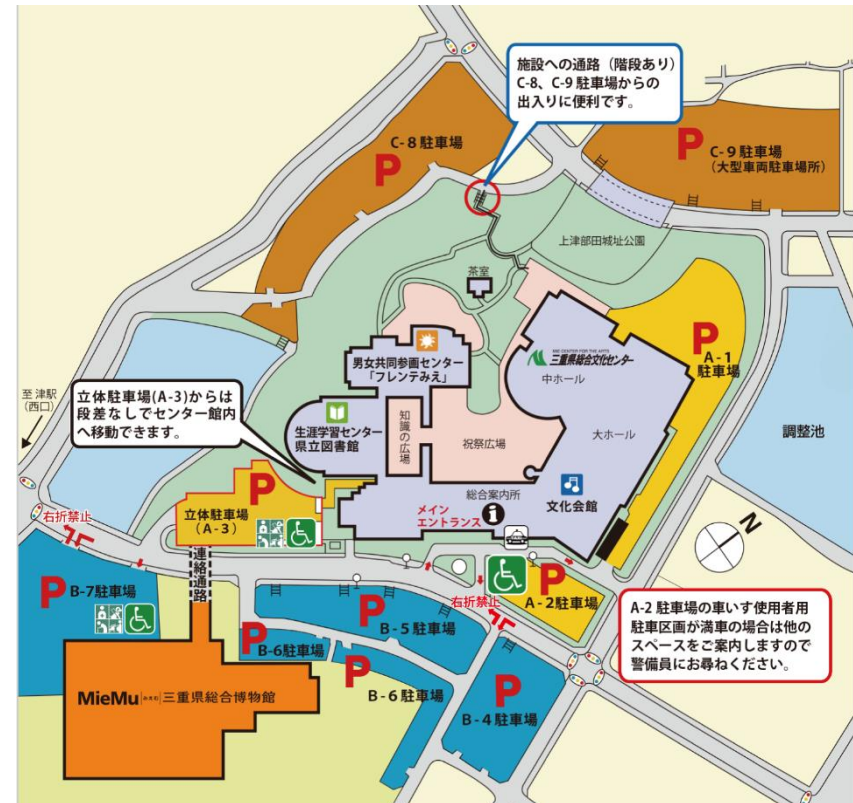 施設への通路（階段あり）
C-8、C-9駐車場からの
出入りに便利です。
C-8 駐車場
P
P
C-9 駐車場
（大型車両駐車場所）
上津部田城址公園
茶室
MIE CENTER FOR THE ARTS
三重県総合文化センター
中ホール
P
A-1
駐車場
男女共同参画センター
「フレンテみえ」
立体駐車場(A-3)からは
段差なしでセンター館内
へ移動できます。
至 津駅
（西口）
生涯学習センター
県立図書館
知識の広場
祝祭広場
大ホール
調整池
総合案内所
文化会館
メイン
エントランス
i
P
立体駐車場
（A-3）
右折禁止
連絡通路
N
P
B-7駐車場
P
A-2駐車場
右折禁止
P
B-5駐車場
P
B-6駐車場
P
B-6 駐車場
P
B-4 駐車場
A-2 駐車場の車いす使用者用
駐車区画が満車の場合は他の
スペースをご案内しますので
警備員にお尋ねください。
MieMu 三重県総合博物館